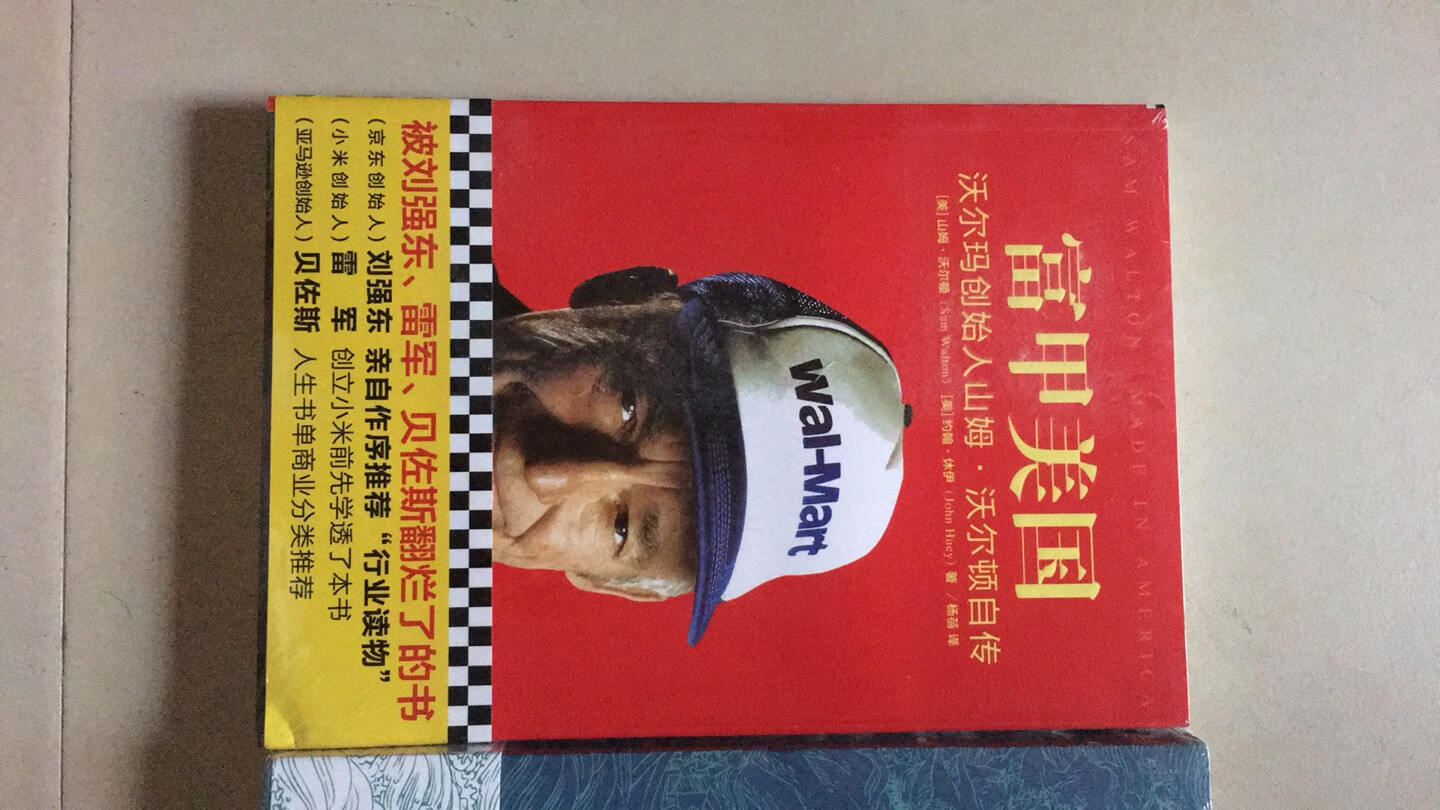 SAM WALTON MADE IN AMERICA
富甲美国
沃尔玛创始人山姆·沃尔顿自传
[美]山姆·沃尔顿(Sam Walton) [美]约翰·休伊(John Huey) 著 / 杨蓓 译
Wal-Mart
被刘强东、雷军、贝佐斯翻烂了的书
(京东创始人)刘强东 亲自作序推荐“行业读物”
(小米创始人)雷 军 创立小米前先学透了本书
(亚马逊创始人)贝佐斯 人生书单商业分类推荐